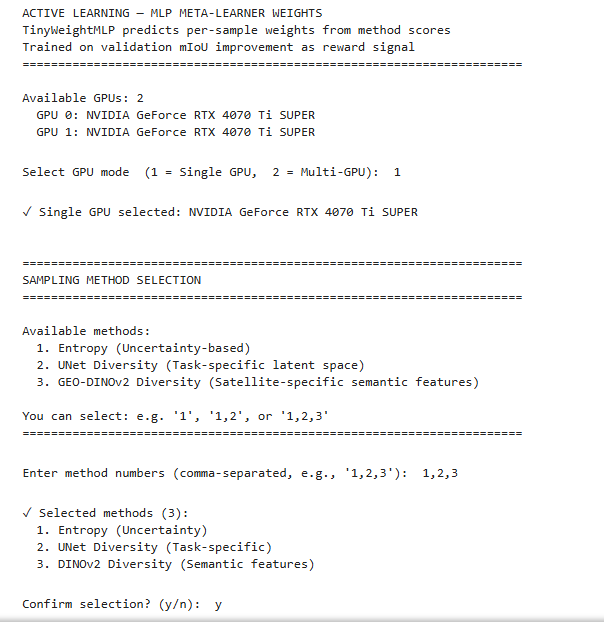 ACTIVE LEARNING — MLP META-LEARNER WEIGHTS
TinyWeightMLP predicts per-sample weights from method scores
Trained on validation mIoU improvement as reward signal
======================================================================
Available GPUs: 2
GPU 0: NVIDIA GeForce RTX 4070 Ti SUPER
GPU 1: NVIDIA GeForce RTX 4070 Ti SUPER
Select GPU mode  (1 = Single GPU,  2 = Multi-GPU):  1
✓ Single GPU selected: NVIDIA GeForce RTX 4070 Ti SUPER
======================================================================
SAMPLING METHOD SELECTION
======================================================================
Available methods:
1. Entropy (Uncertainty-based)
2. UNet Diversity (Task-specific latent space)
3. GEO-DINOv2 Diversity (Satellite-specific semantic features)
You can select: e.g. '1', '1,2', or '1,2,3'
======================================================================
Enter method numbers (comma-separated, e.g., '1,2,3'):  1,2,3
✓ Selected methods (3):
1. Entropy (Uncertainty)
2. UNet Diversity (Task-specific)
3. DINOv2 Diversity (Semantic features)
Confirm selection? (y/n):  y